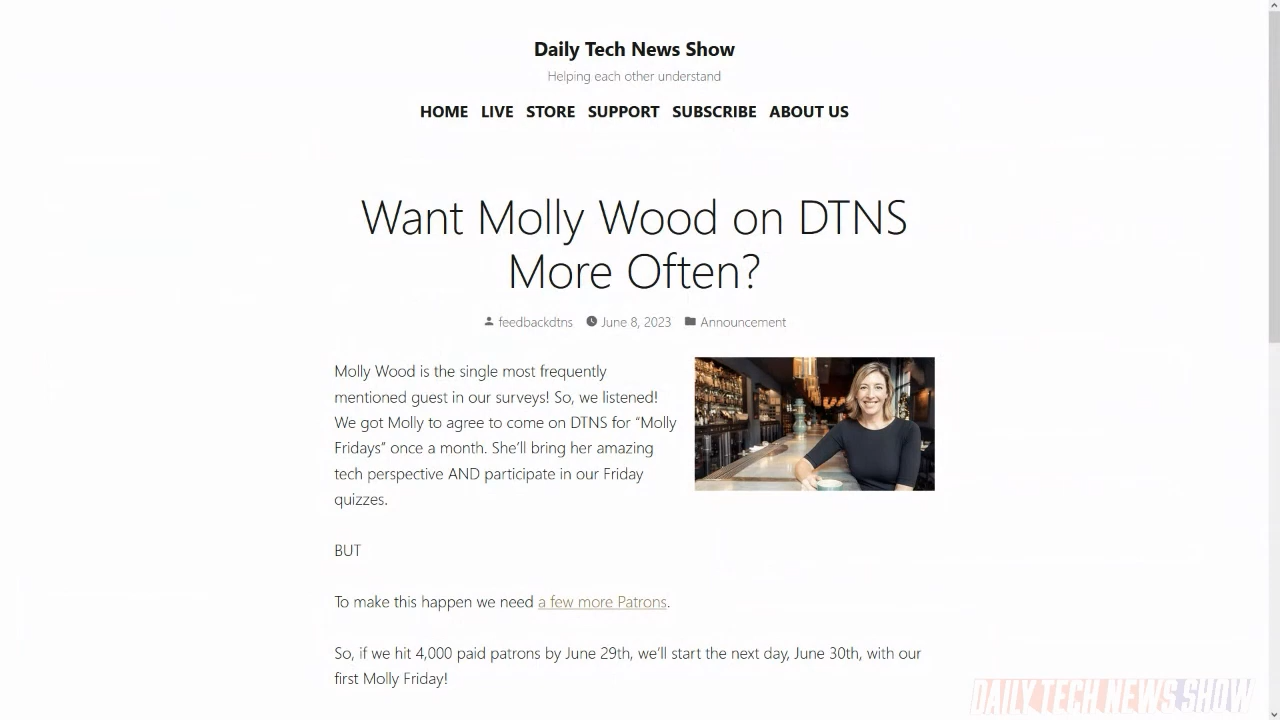 Daily Tech News Show
Helping each other understand
HOME LIVE STORE SUPPORT SUBSCRIBE ABOUT US
Want Molly Wood on DTNS
More Often?
feedbackdtns June 8, 2023 Announcement
Molly Wood is the single most frequently
mentioned guest in our surveys! So, we listened!
We got Molly to agree to come on DTNS for “Molly
Fridays” once a month. She’ll bring her amazing
tech perspective AND participate in our Friday
quizzes.
BUT
To make this happen we need a few more Patrons.
So, if we hit 4,000 paid patrons by June 29th, we’ll start the next day, June 30th, with our
first Molly Friday!
DAILY TECH NEWS SHOW